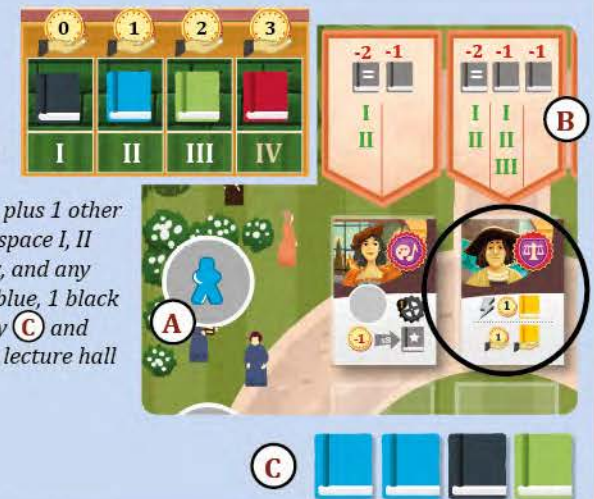 0 1 2 3
I II III IV
-2 -1
=
I
II
-2 -1 -1
=
I I
II II
III
B
plus 1 other
space I, II
, and any
blue, 1 black
y C and
lecture hall
A
1
-1 x8
1
C